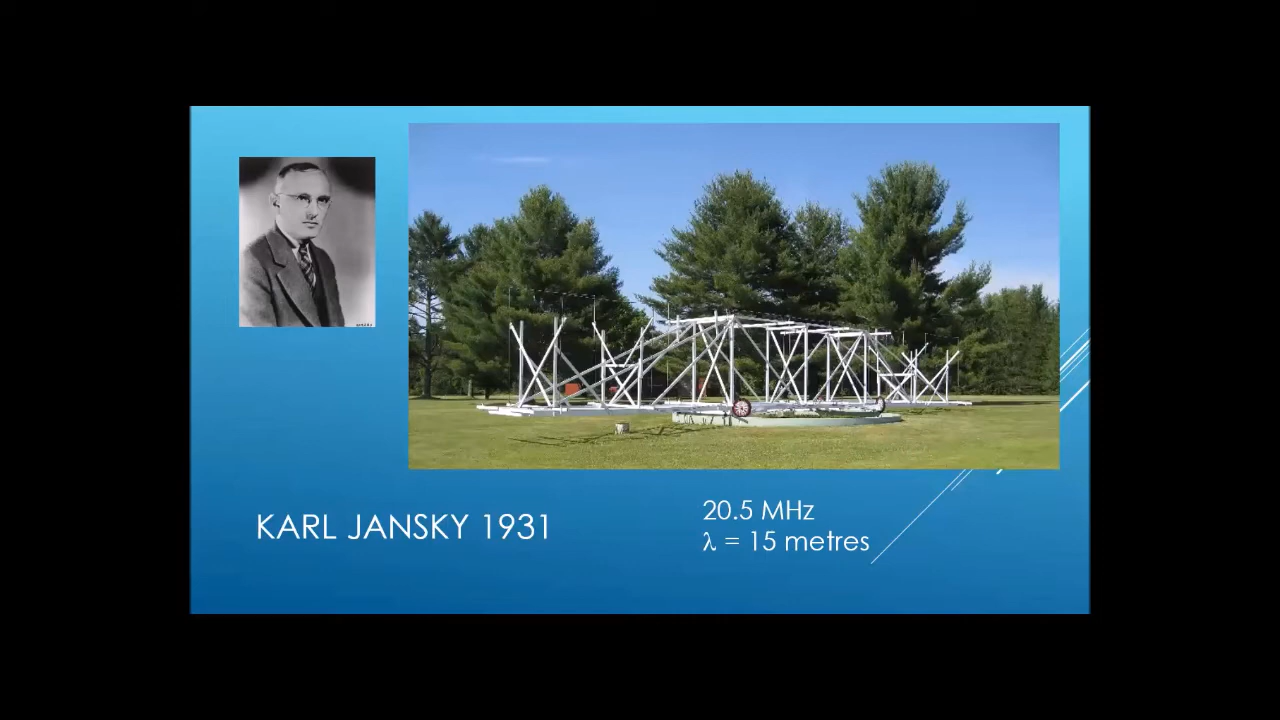 KARL JANSKY 1931
20.5 MHz
λ = 15 metres